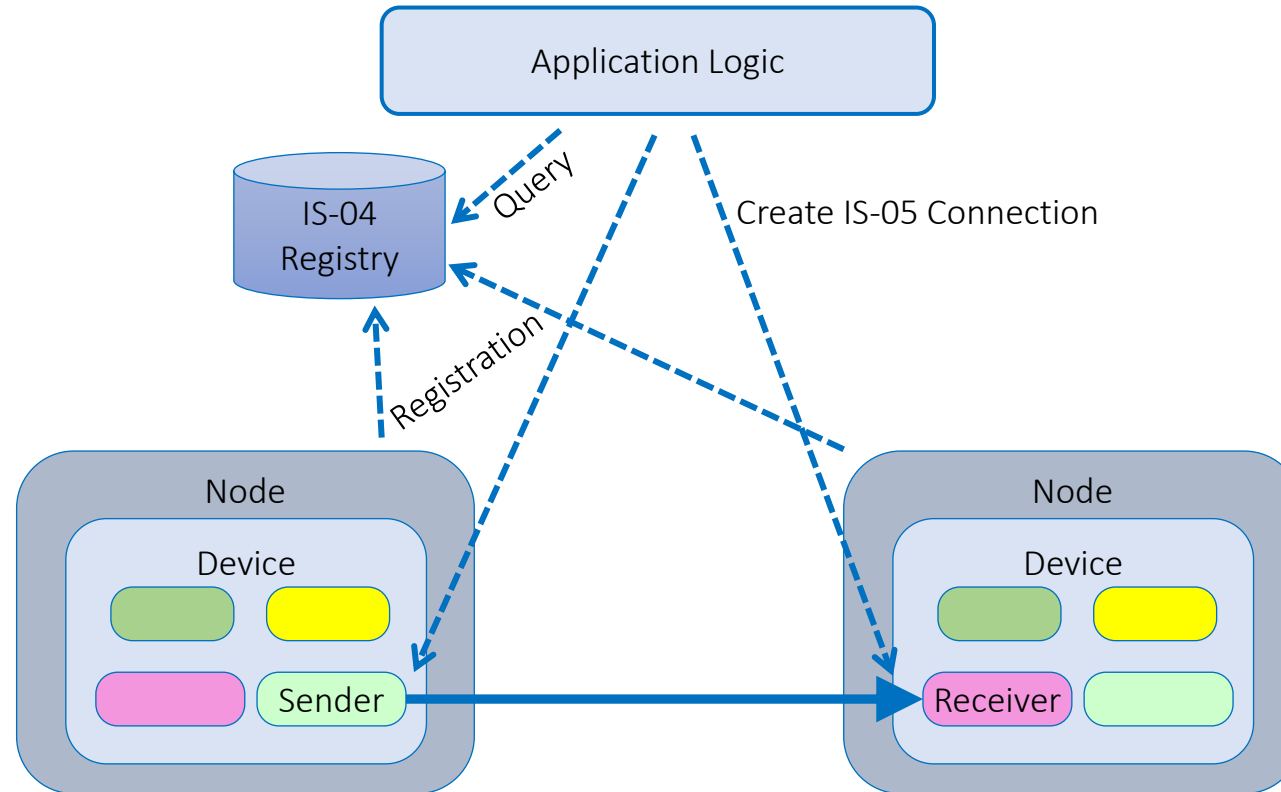 Application Logic
Query
IS-04
Registry
Create IS-05 Connection
Registration
Node
Device
Sender
Node
Device
Receiver